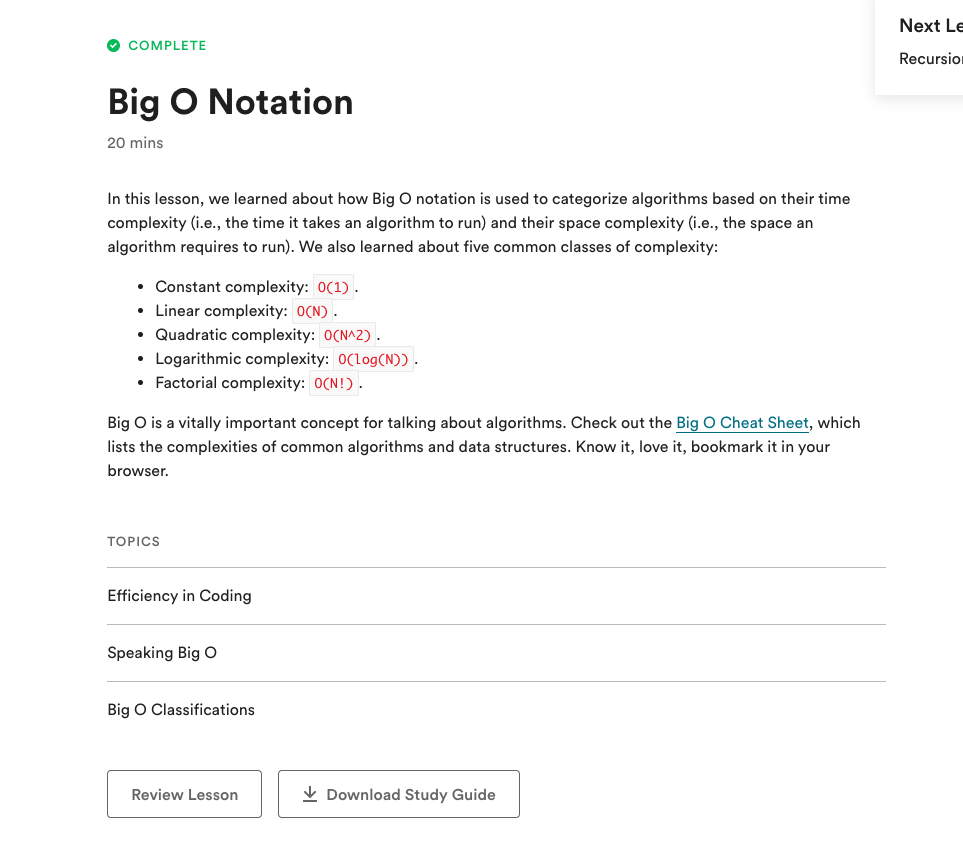 COMPLETE
Next Le
Big O Notation
Recursion
20 mins
In this lesson, we learned about how Big O notation is used to categorize algorithms based on their time
complexity (i.e., the time it takes an algorithm to run) and their space complexity (i.e., the space an
algorithm requires to run). We also learned about five common classes of complexity:
• Constant complexity: O(1).
• Linear complexity: O(N).
• Quadratic complexity: O(N^2).
• Logarithmic complexity: O(log(N)).
• Factorial complexity: O(N!).
Big O is a vitally important concept for talking about algorithms. Check out the Big O Cheat Sheet, which
lists the complexities of common algorithms and data structures. Know it, love it, bookmark it in your
browser.
TOPICS
Efficiency in Coding
Speaking Big O
Big O Classifications
Review Lesson
Download Study Guide